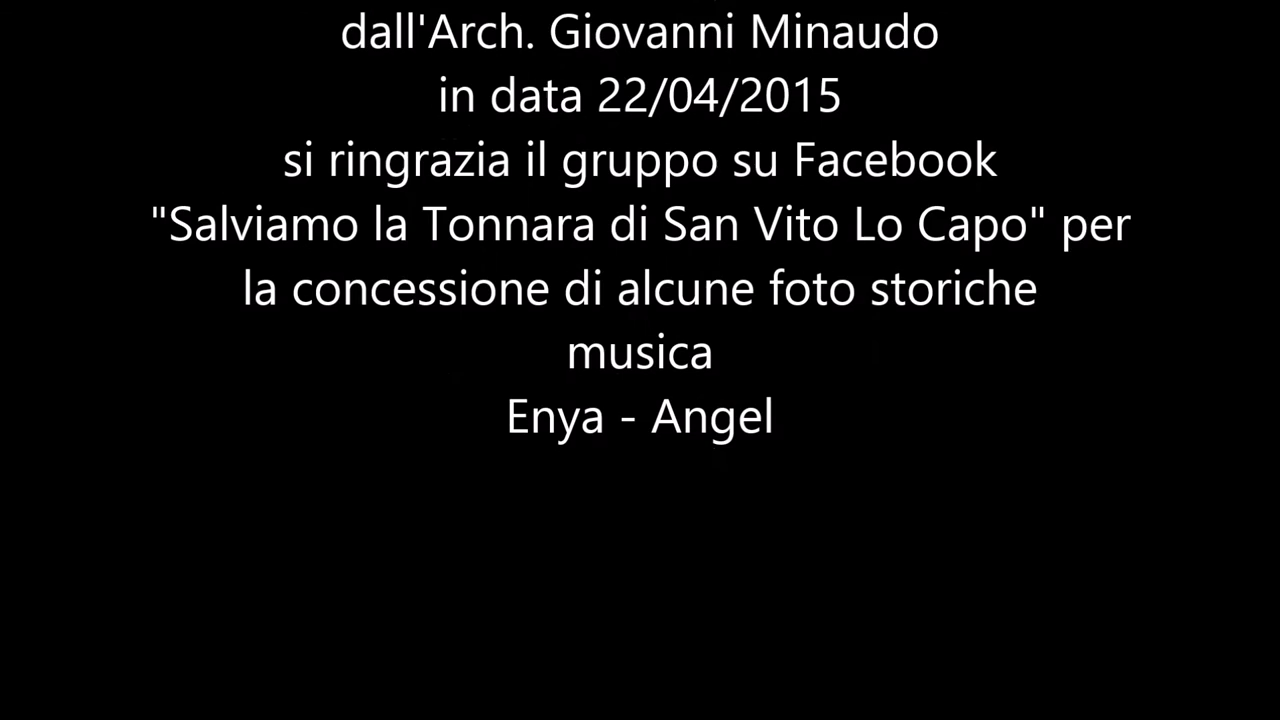 dall'Arch. Giovanni Minaudo
in data 22/04/2015
si ringrazia il gruppo su Facebook
"Salviamo la Tonnara di San Vito Lo Capo" per
la concessione di alcune foto storiche
musica
Enya - Angel